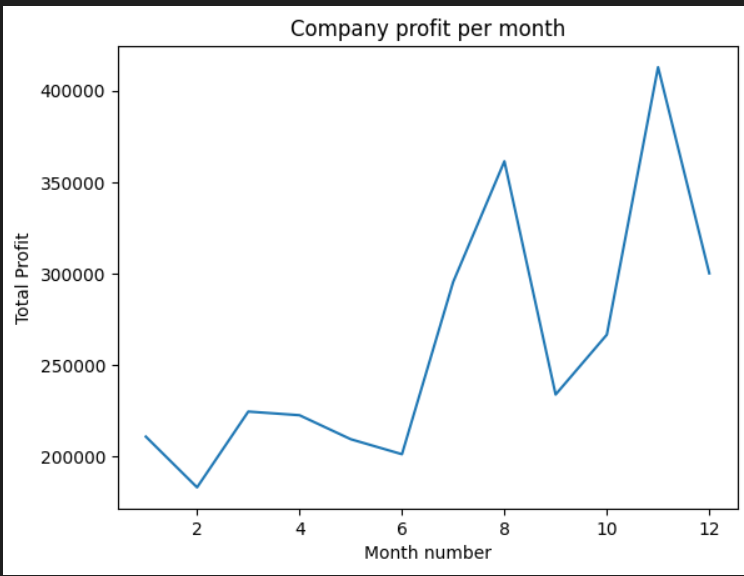 Company profit per month
400000
350000
300000
250000
200000
Total Profit
2 4 6 8 10 12
Month number